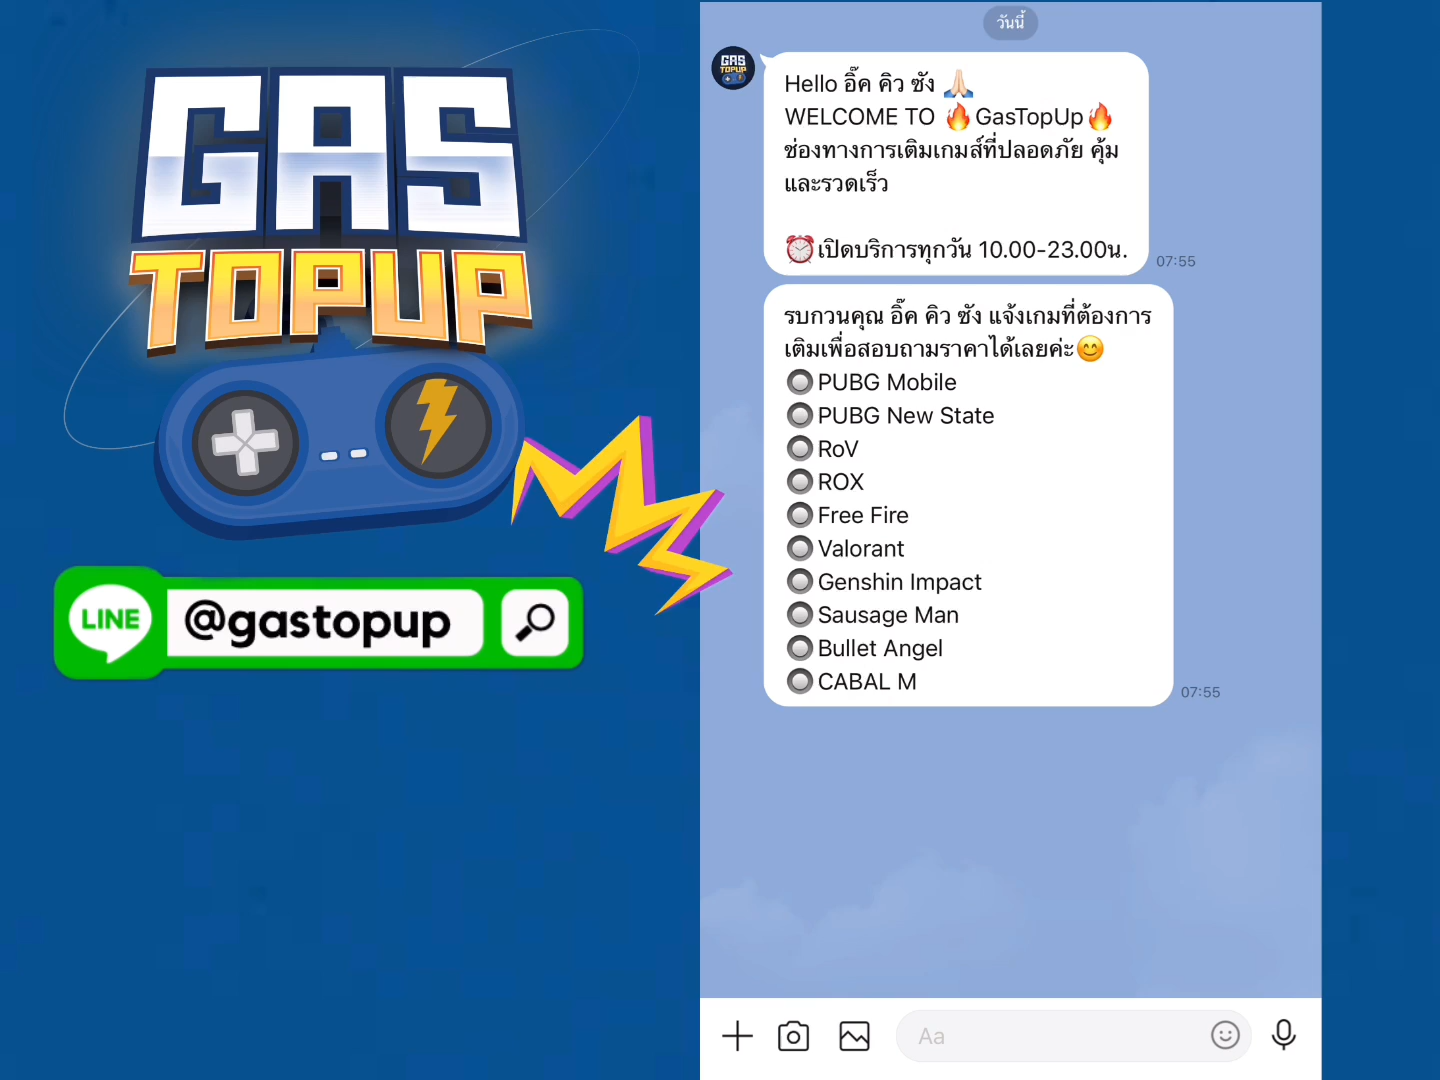 GAS
TOPUP
LINE
@gastopup
วันนี้
GAS
TOPUP
Hello อิ๊ค คิว ซัง 🙏🏻
WELCOME TO 🔥GasTopUp🔥
ช่องทางการเติมเกมส์ที่ปลอดภัย คุ้ม
และรวดเร็ว
⏰เปิดบริการทุกวัน 10.00-23.00น.
07:55
รบกวนคุณ อิ๊ค คิว ซัง แจ้งเกมที่ต้องการ
เติมเพื่อสอบถามราคาได้เลยค่ะ😊
🔘PUBG Mobile
🔘PUBG New State
🔘RoV
🔘ROX
🔘Free Fire
🔘Valorant
🔘Genshin Impact
🔘Sausage Man
🔘Bullet Angel
🔘CABAL M
07:55
Aa